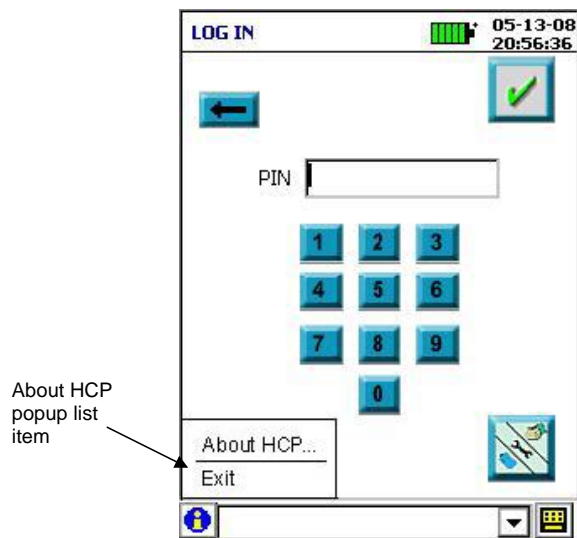 LOG IN
05-13-08
20:56:36
PIN
1 2 3
4 5 6
7 8 9
0
About HCP
popup list
item
About HCP...
Exit